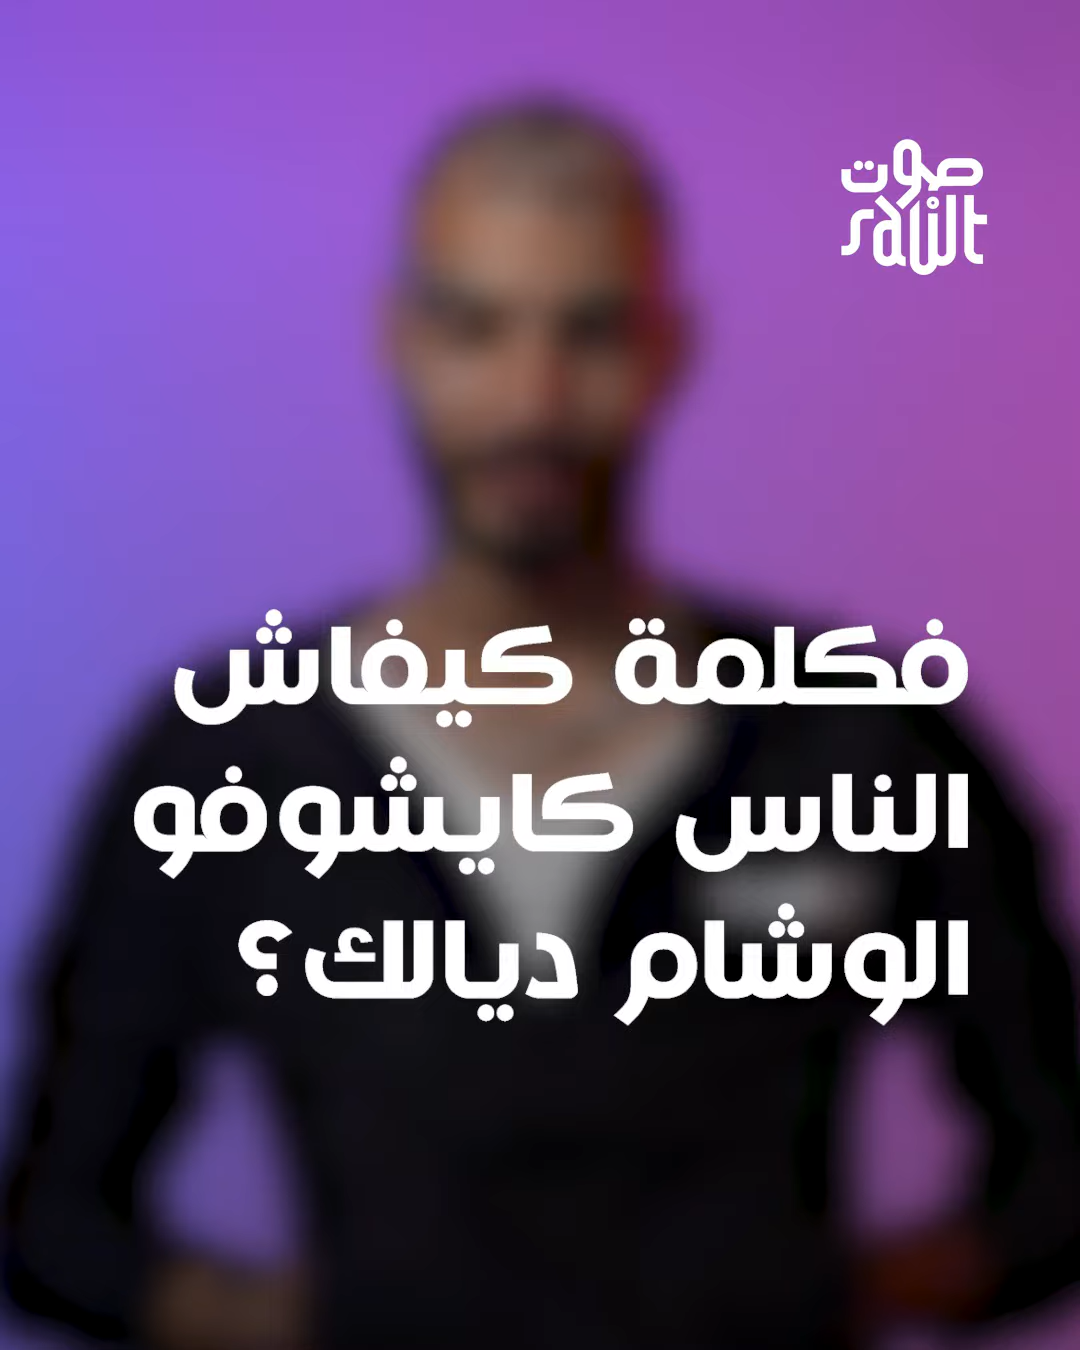 صوت
sawt
فكلمة كيفاش
الناس كايشوفو
الوشام ديالك؟